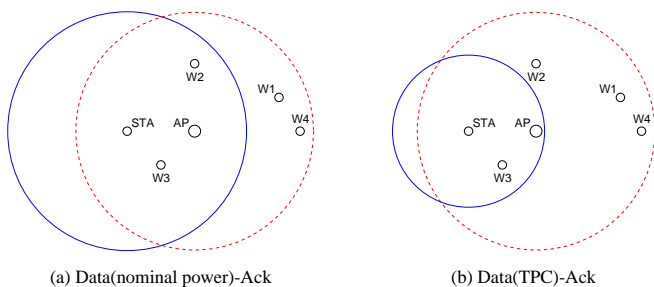 W2
W1
STA
AP
W4
W3
(a) Data(nominal power)-Ack
W2
W1
STA
AP
W4
W3
(b) Data(TPC)-Ack